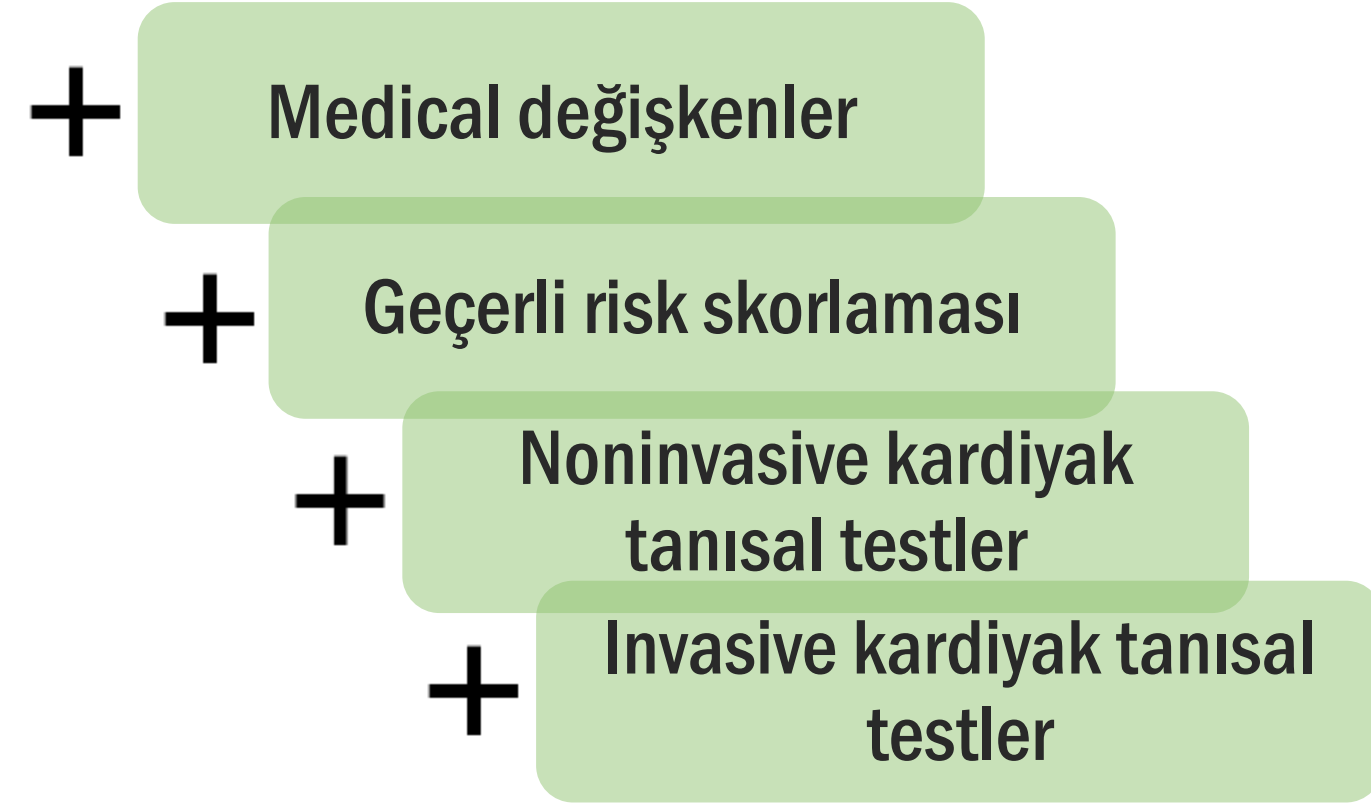 + Medical değişkenler
+ Geçerli risk skorlaması
+ Noninvasive kardiyak
tanısal testler
+ Invasive kardiyak tanısal
testler